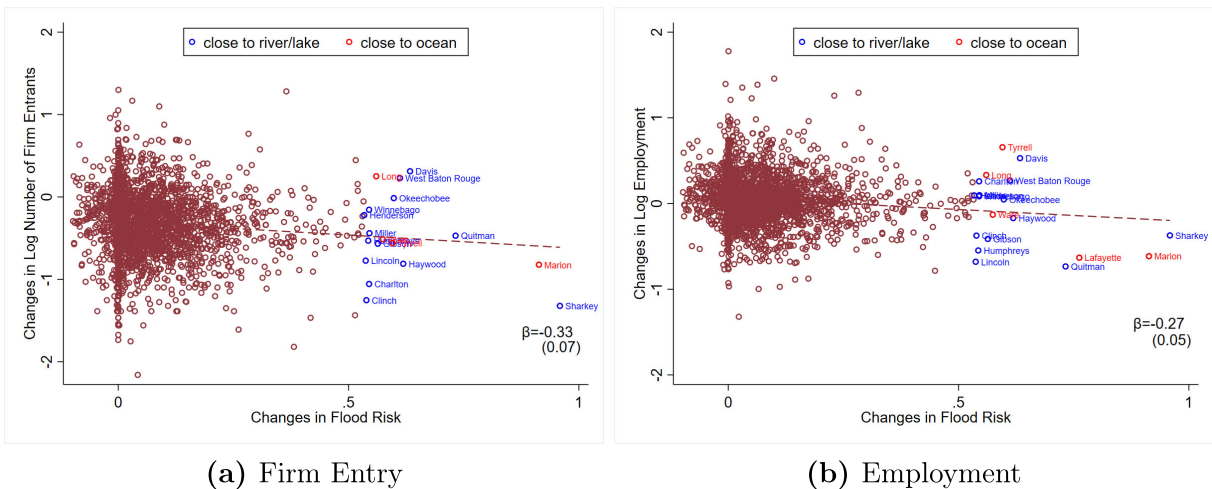 close to river/lake close to ocean
Changes in Log Number of Firm Entrants
2
1
0
-1
-2
Davis
Long
West Baton Rouge
Okeechobee
Winnebago
Henderson
Miller
Quitman
Lincoln
Haywood
Marion
Charlton
Clinch
Sharkey
β=-0.33
(0.07)
0 .5 1
Changes in Flood Risk
(a) Firm Entry
close to river/lake close to ocean
Changes in Log Employment
2
1
0
-1
-2
Tyrrell
Davis
Long
Charlton
West Baton Rouge
Okeechobee
Haywood
Clinch
Gibson
Sharkey
Humphreys
Lincoln
Lafayette
Marion
Quitman
β=-0.27
(0.05)
0 .5 1
Changes in Flood Risk
(b) Employment